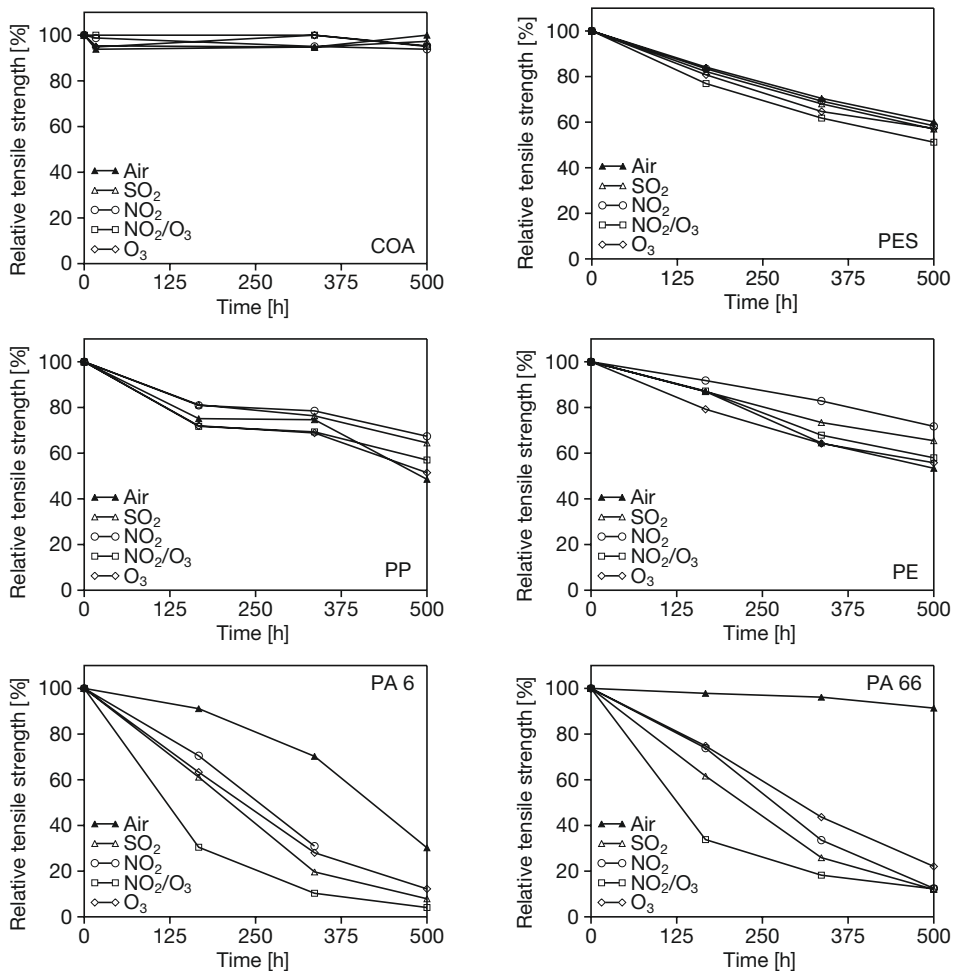 Relative tensile strength [%]
100
80
60
40
20
0
Air
SO2
NO2
NO2/O3
O3
COA
0 125 250 375 500
Time [h]
Relative tensile strength [%]
100
80
60
40
20
0
Air
SO2
NO2
NO2/O3
O3
PES
0 125 250 375 500
Time [h]
Relative tensile strength [%]
100
80
60
40
20
0
Air
SO2
NO2
NO2/O3
O3
PP
0 125 250 375 500
Time [h]
Relative tensile strength [%]
100
80
60
40
20
0
Air
SO2
NO2
NO2/O3
O3
PE
0 125 250 375 500
Time [h]
Relative tensile strength [%]
PA 6
100
80
60
40
20
0
Air
SO2
NO2
NO2/O3
O3
0 125 250 375 500
Time [h]
Relative tensile strength [%]
PA 66
100
80
60
40
20
0
Air
SO2
NO2
NO2/O3
O3
0 125 250 375 500
Time [h]